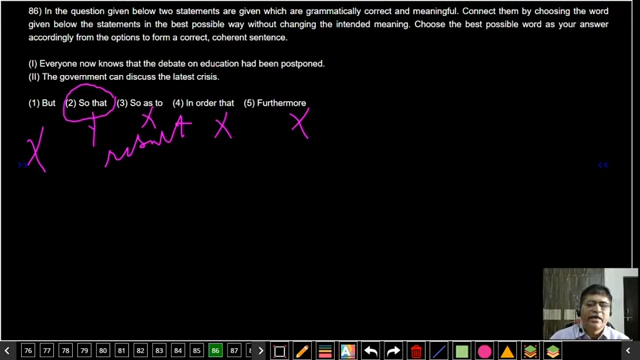 86) In the question given below two statements are given which are grammatically correct and meaningful. Connect them by choosing the word
given below the statements in the best possible way without changing the intended meaning. Choose the best possible word as your answer
accordingly from the options to form a correct, coherent sentence.
(I) Everyone now knows that the debate on education had been postponed.
(II) The government can discuss the latest crisis.
(1) But (2) So that (3) So as to (4) In order that (5) Furthermore
X X X X
result
>> <<
76 77 78 79 80 81 82 83 84 85 86 87 8 A